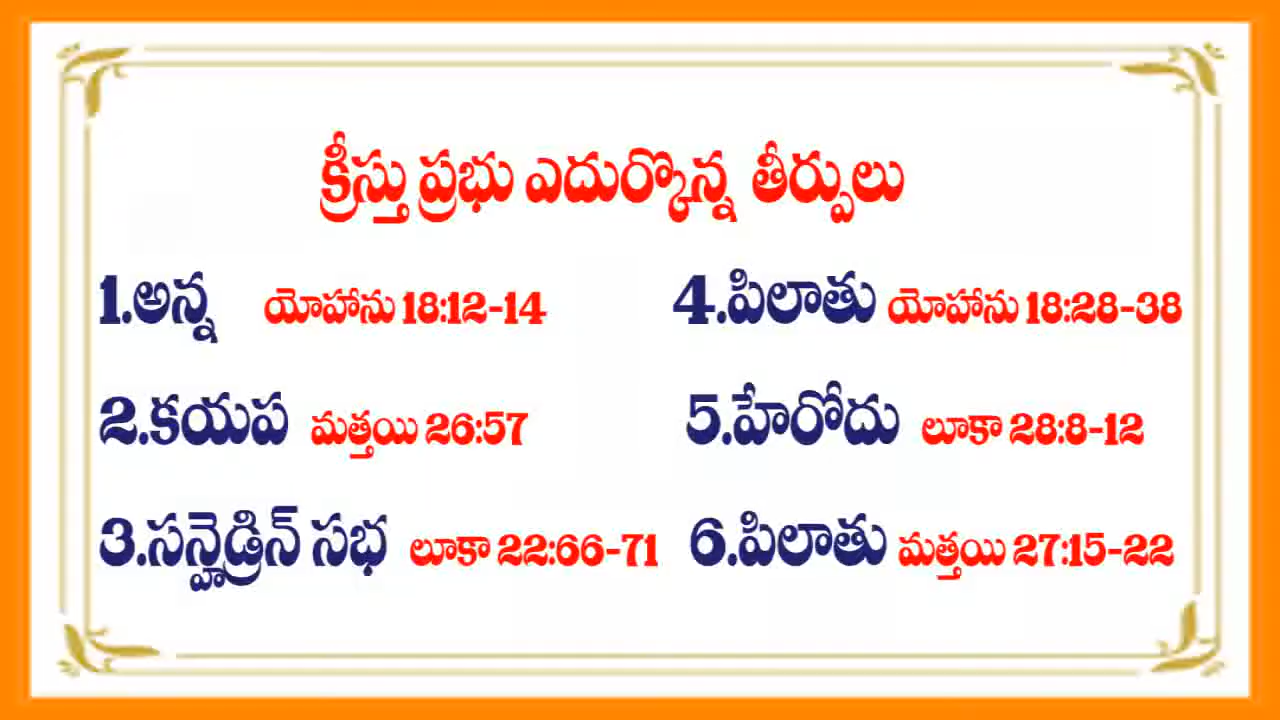 క్రీస్తు ప్రభు ఎదుర్కొన్న తీర్పులు
1.అన్న యోహాను 18:12-14
2.కయప మత్తయి 26:57
3.సన్హెడ్రిన్ సభ లూకా 22:66-71
4.పిలాతు యోహాను 18:28-38
5.హేరోదు లూకా 28:8-12
6.పిలాతు మత్తయి 27:15-22